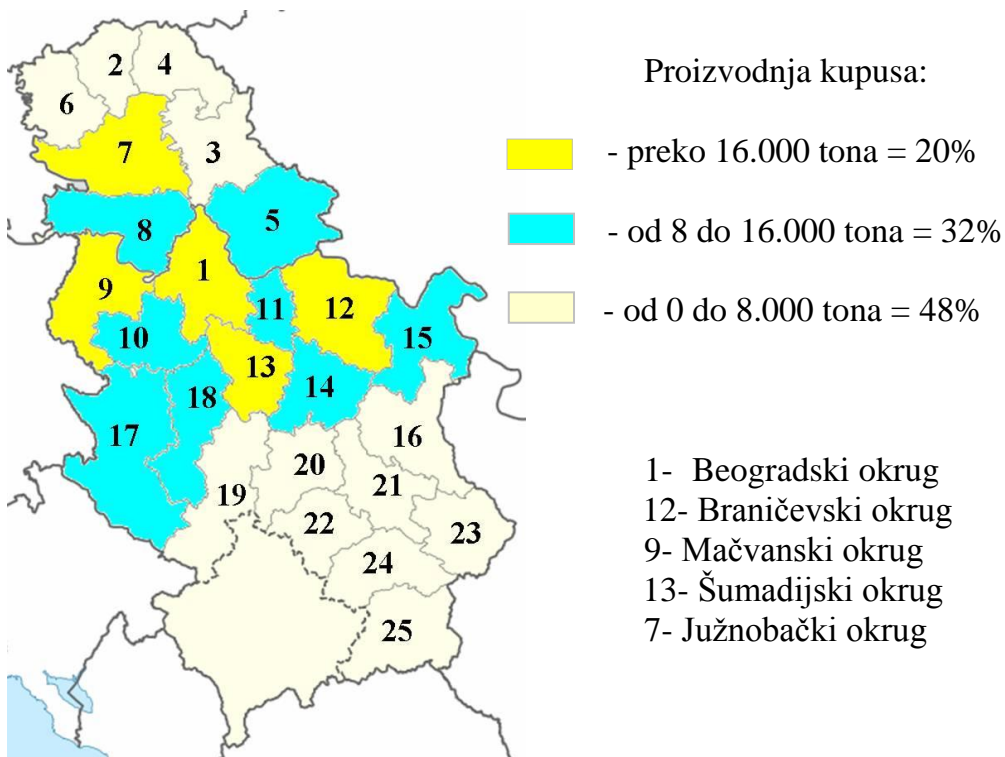 2
4
6
7
3
8
5
9
1
11
12
10
15
13
14
18
17
16
20
21
19
22
23
24
25
Proizvodnja kupusa:
- preko 16.000 tona = 20%
- od 8 do 16.000 tona = 32%
- od 0 do 8.000 tona = 48%
1- Beogradski okrug
12- Braničevski okrug
9- Mačvanski okrug
13- Šumadijski okrug
7- Južnobački okrug